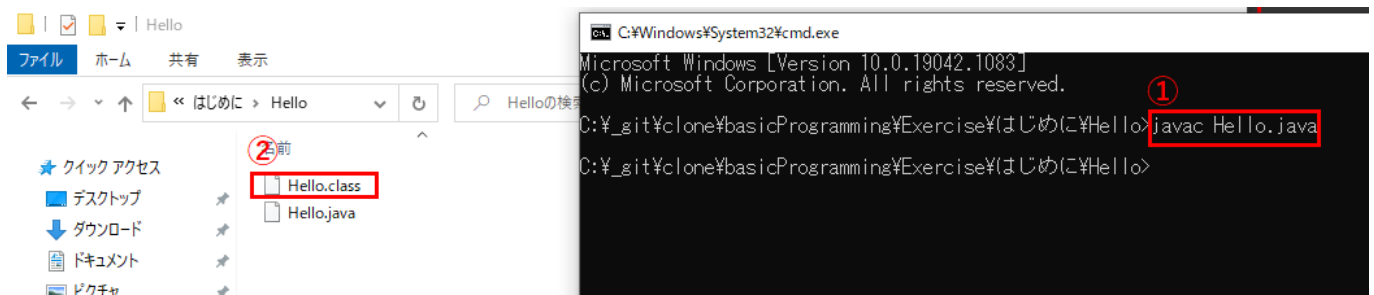 Hello
ファイル ホーム 共有 表示
« はじめに › Hello
Helloの検
② 前
クイック アクセス
デスクトップ
ダウンロード
ドキュメント
ピクチャ
Hello.class
Hello.java
C:¥Windows¥System32¥cmd.exe
Microsoft Windows [Version 10.0.19042.1083]
(c) Microsoft Corporation. All rights reserved.
①
C:¥_git¥clone¥basicProgramming¥Exercise¥はじめに¥Hello>javac Hello.java
C:¥_git¥clone¥basicProgramming¥Exercise¥はじめに¥Hello>